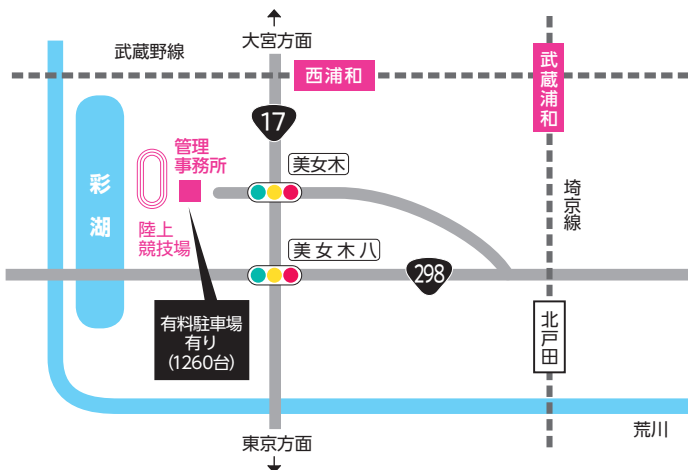 大宮方面
武蔵野線
西浦和
武蔵浦和
17
管理
事務所
美女木
彩湖
陸上
競技場
埼京線
美女木八
298
有料駐車場
有り
(1260台)
北戸田
荒川
東京方面